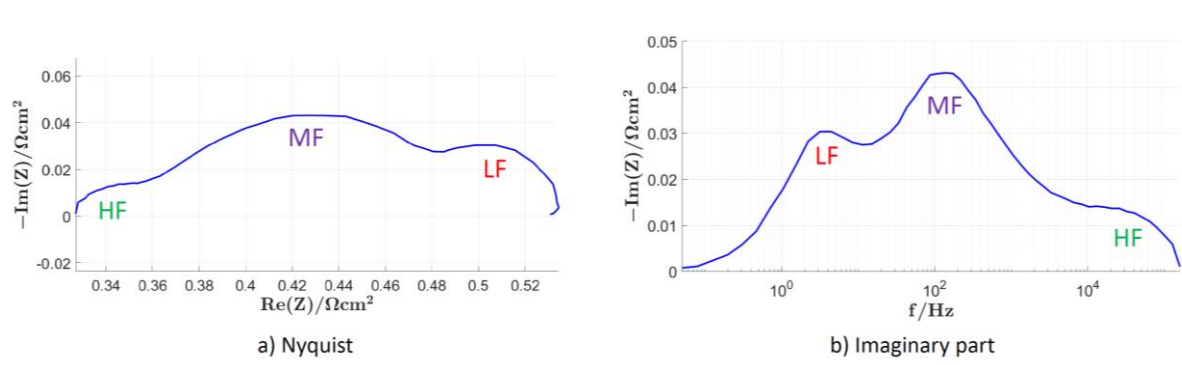 0.06
0.04
0.02
0
-0.02
−Im(Z)/Ωcm²
HF
MF
LF
0.34 0.36 0.38 0.4 0.42 0.44 0.46 0.48 0.5 0.52
Re(Z)/Ωcm²
a) Nyquist
0.05
0.04
0.03
0.02
0.01
0
−Im(Z)/Ωcm²
MF
LF
HF
10⁰ 10² 10⁴
f/Hz
b) Imaginary part